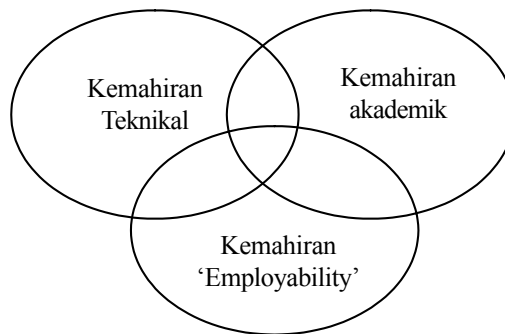 Kemahiran
Teknikal
Kemahiran
akademik
Kemahiran
‘Employability’